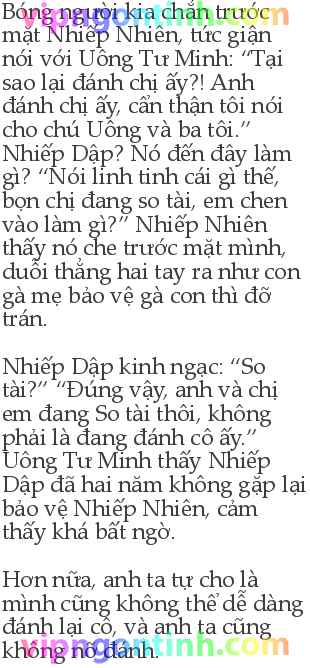 Bóng người kia chắn trước
mặt Nhiếp Nhiên, tức giận
nói với Uông Tư Minh: “Tại
sao lại đánh chị ấy?! Anh
đánh chị ấy, cẩn thận tôi nói
cho chú Uông và ba tôi.”
Nhiếp Dập? Nó đến đây làm
gì? “Nói linh tinh cái gì thế,
bọn chị đang so tài, em chen
vào làm gì?” Nhiếp Nhiên
thấy nó che trước mặt mình,
duỗi thẳng hai tay ra như con
gà mẹ bảo vệ gà con thì đỡ
trán.
Nhiếp Dập kinh ngạc: “So
tài?” “Đúng vậy, anh và chị
em đang So tài thôi, không
phải là đang đánh cô ấy.”
Uông Tư Minh thấy Nhiếp
Dập đã hai năm không gặp lại
bảo vệ Nhiếp Nhiên, cảm
thấy khá bất ngờ.
Hơn nữa, anh ta tự cho là
mình cũng không thể dễ dàng
đánh lại cô, và anh ta cũng
vipngontinh.com
không nỡ đánh.